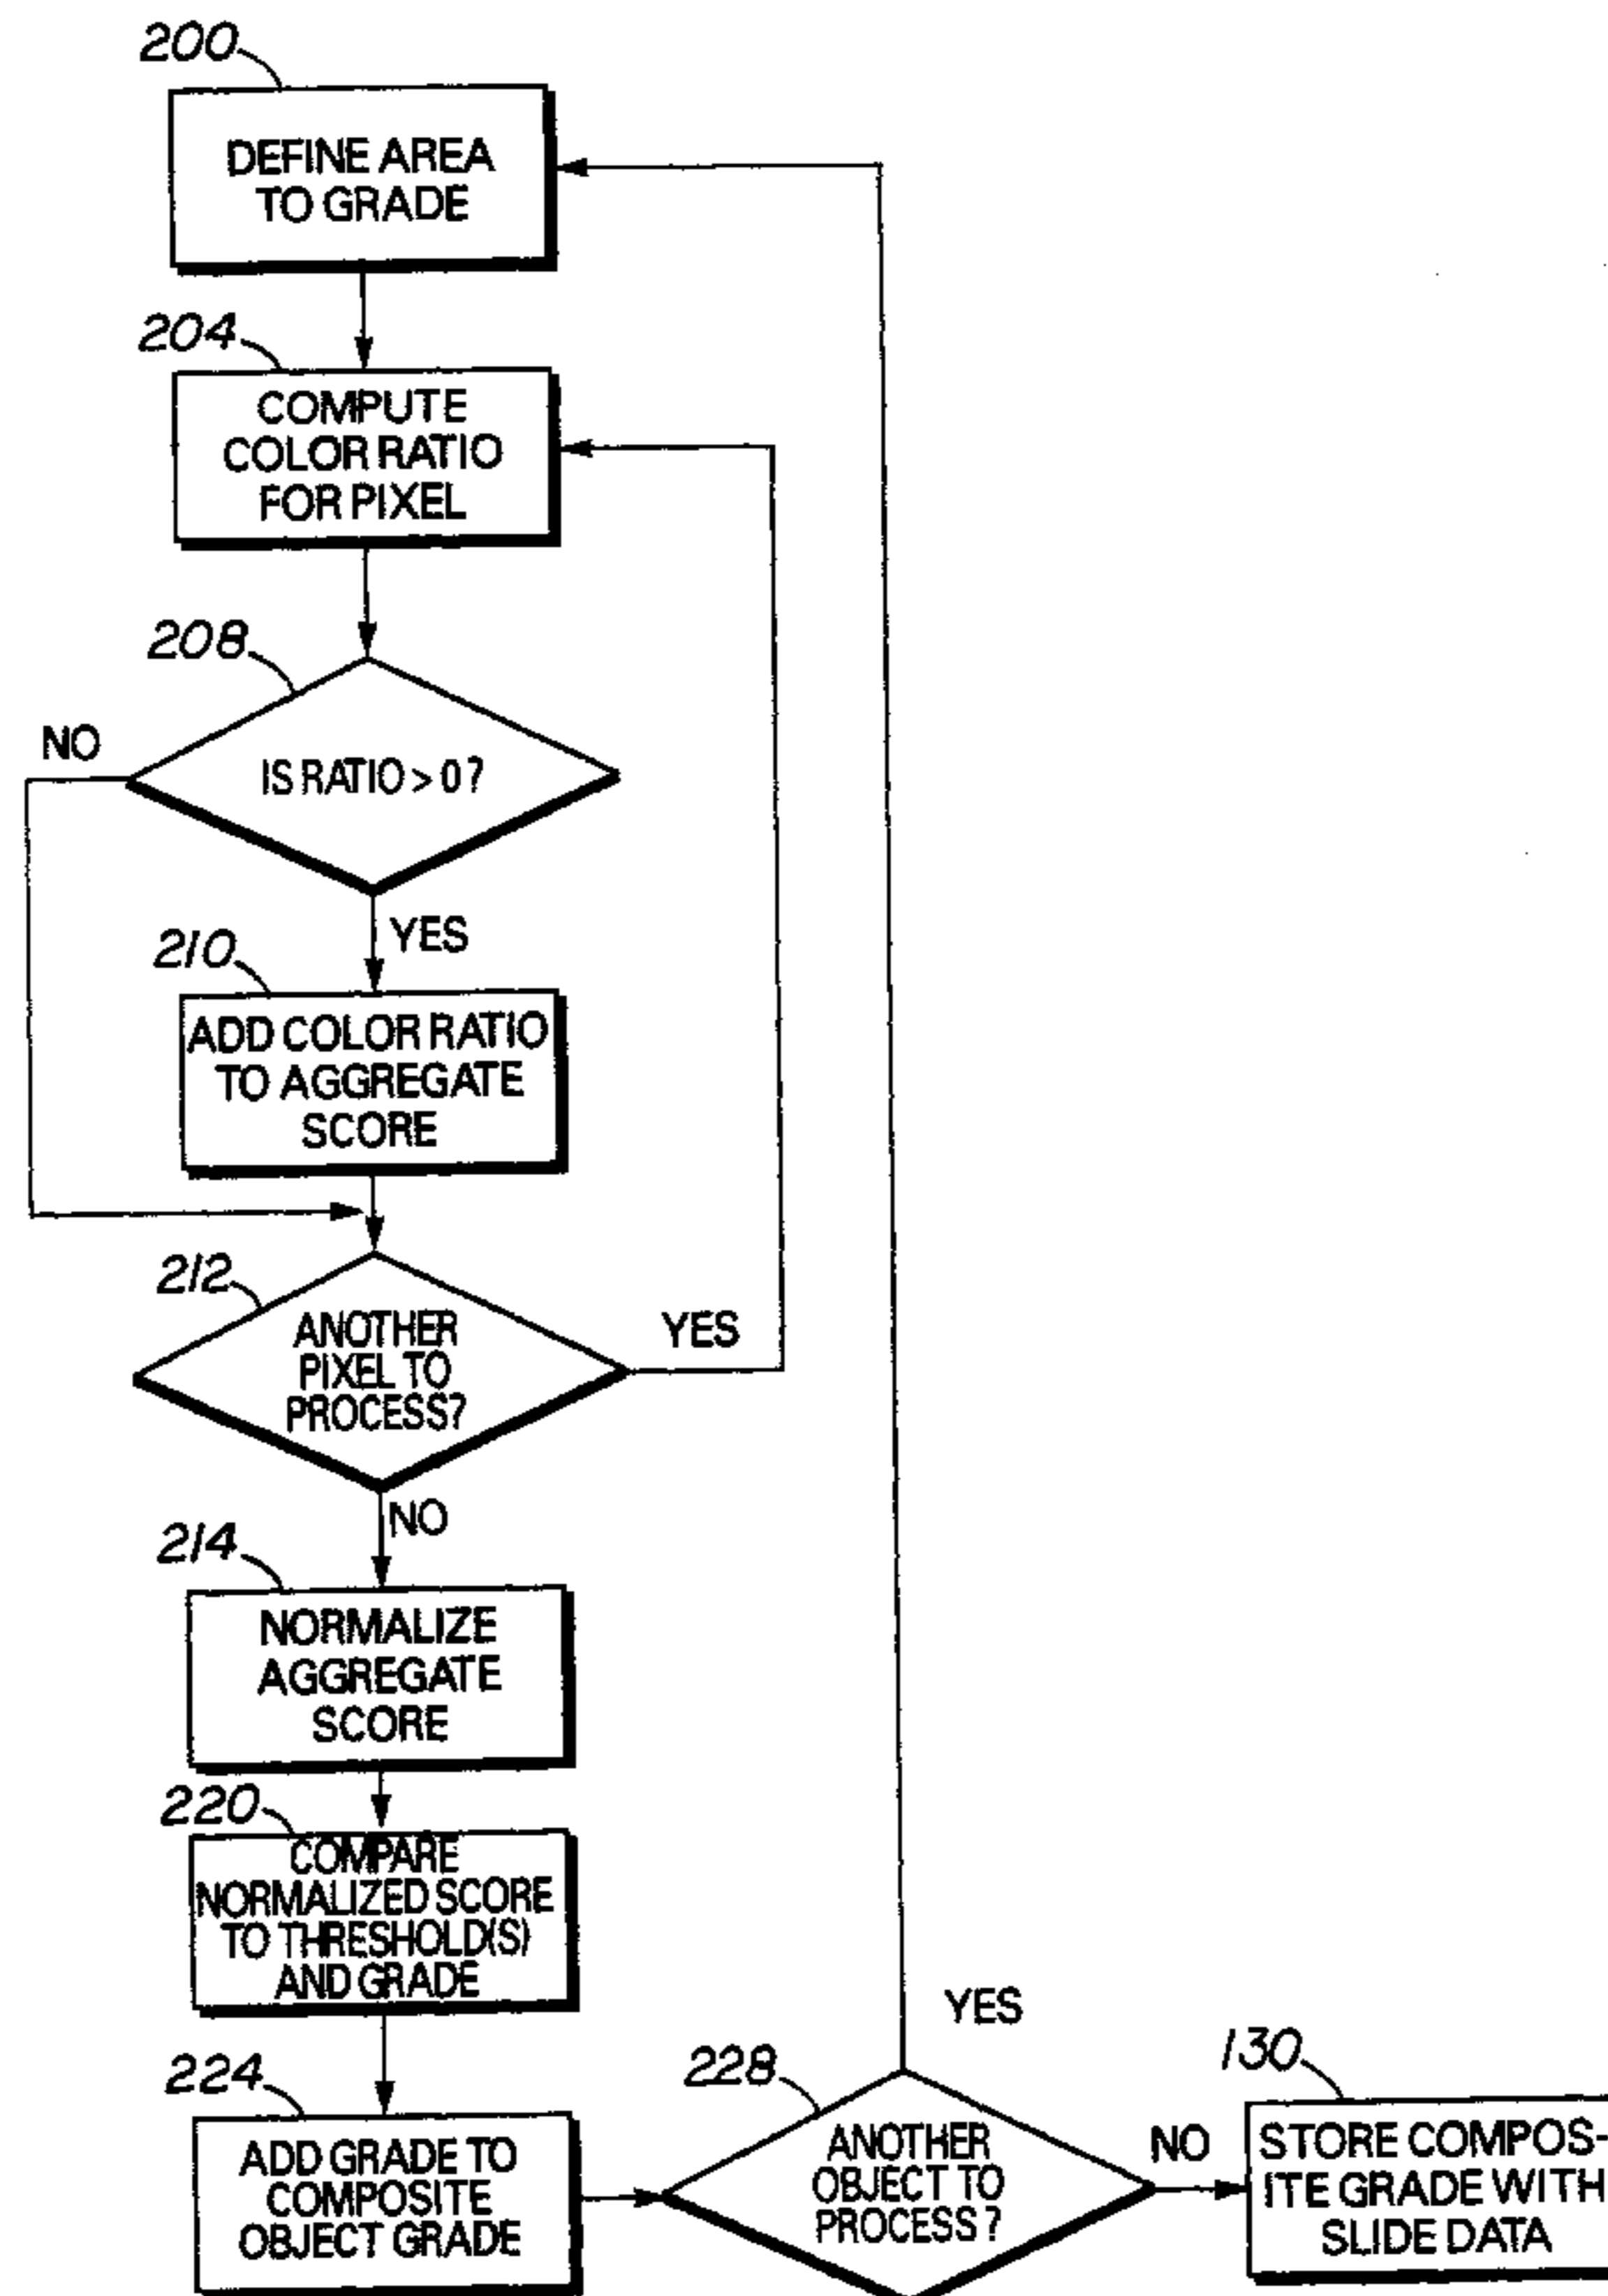 200
DEFINE AREA
TO GRADE
204
COMPUTE
COLOR RATIO
FOR PIXEL
208
NO
IS RATIO > 0?
YES
210
ADD COLOR RATIO
TO AGGREGATE
SCORE
212
ANOTHER
PIXEL TO
PROCESS?
YES
NO
214
NORMALIZE
AGGREGATE
SCORE
220
COMPARE
NORMALIZED SCORE
TO THRESHOLD(S)
AND GRADE
224
ADD GRADE TO
COMPOSITE
OBJECT GRADE
228
YES
ANOTHER
OBJECT TO
PROCESS?
NO
130
STORE COMPOS-
ITE GRADE WITH
SLIDE DATA